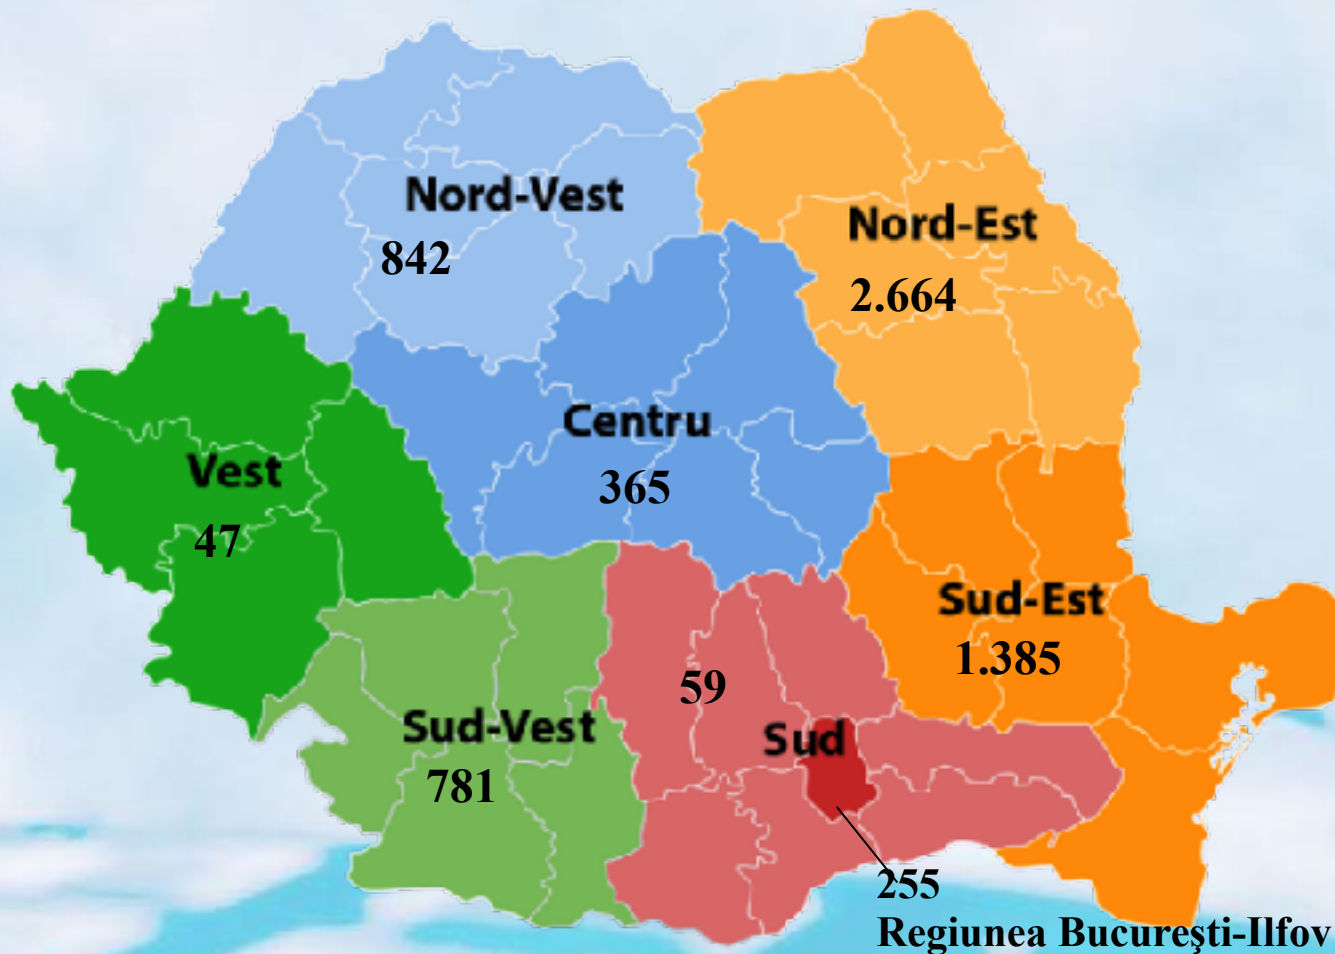 Nord-Vest
842
Nord-Est
2.664
Centru
365
Vest
47
Sud-Est
1.385
59
Sud
Sud-Vest
781
255
Regiunea Bucureşti-Ilfov